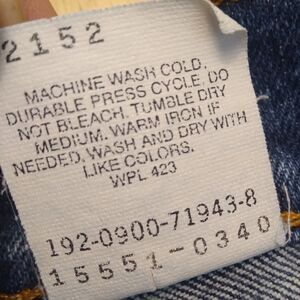 2152
MACHINE WASH COLD,
DURABLE PRESS CYCLE, DO
NOT BLEACH. TUMBLE DRY
MEDIUM. WARM IRON IF
NEEDED. WASH AND DRY WITH
LIKE COLORS.
WPL 423
192-0900-71943-8
15551-0340